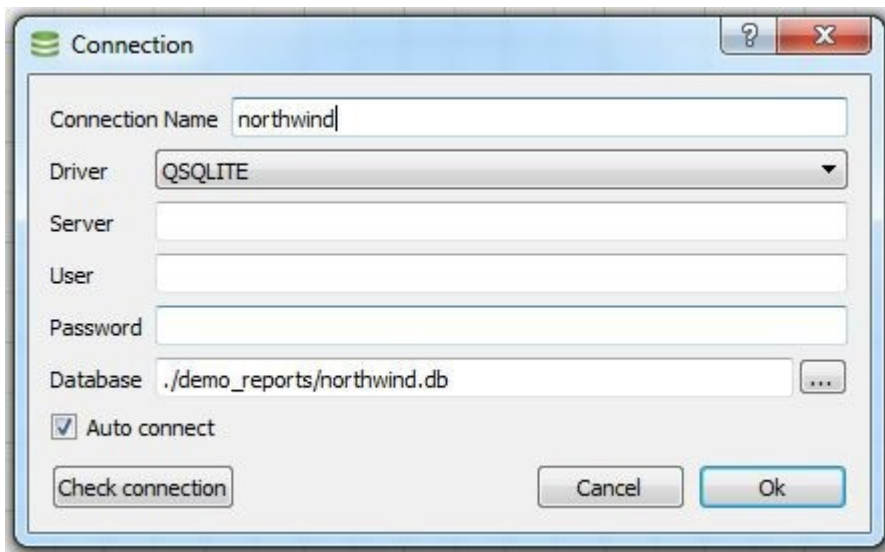 Connection
Connection Name northwind
Driver QSQLITE
Server
User
Password
Database ./demo_reports/northwind.db
...
Auto connect
Check connection Cancel Ok